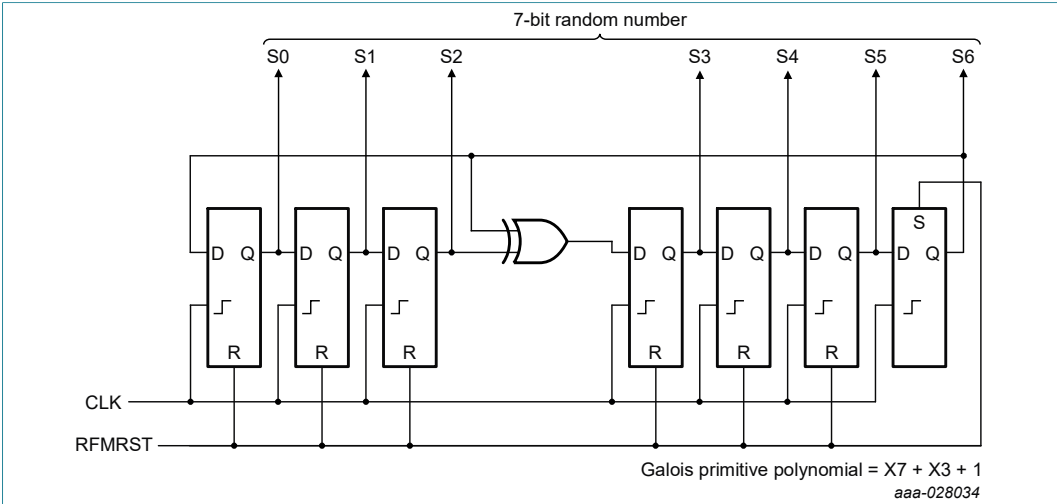 7-bit random number
S0 S1 S2 S3 S4 S5 S6
S
D Q D Q D Q D Q D Q D Q D Q
R R R R R R
CLK
RFMRST
Galois primitive polynomial = X7 + X3 + 1
aaa-028034